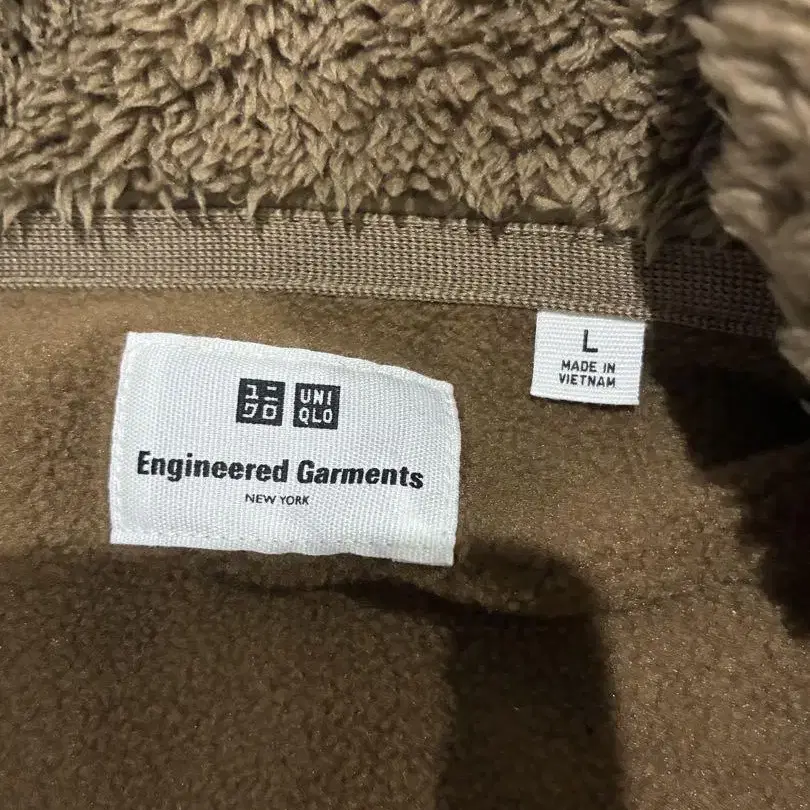 ユニ UNI
クロ QLO
Engineered Garments
NEW YORK
L
MADE IN
VIETNAM